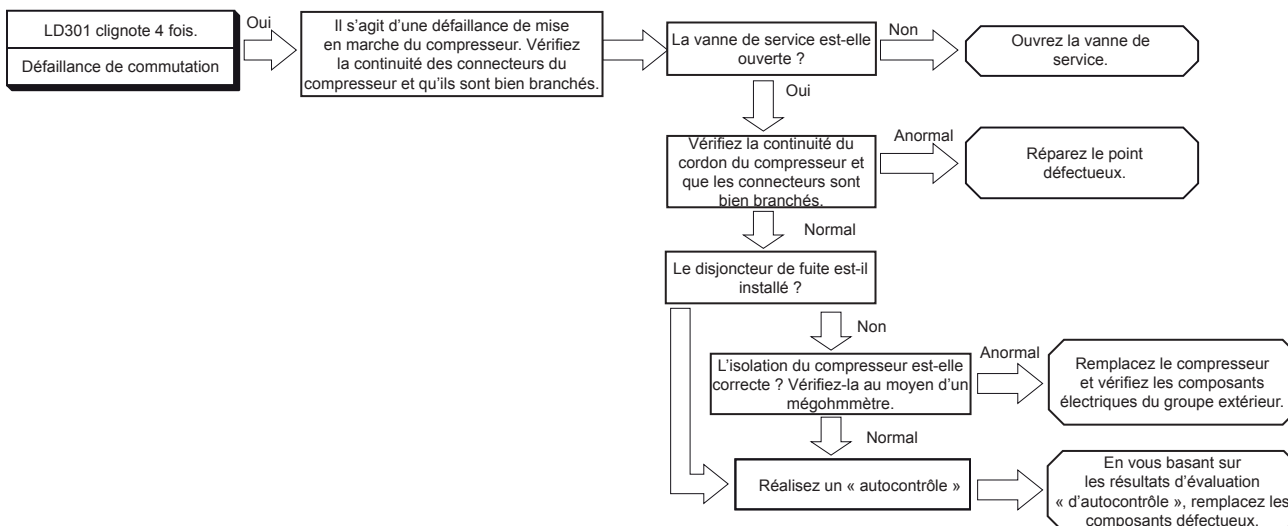 LD301 clignote 4 fois.
Défaillance de commutation
Oui
Il s'agit d'une défaillance de mise
en marche du compresseur. Vérifiez
la continuité des connecteurs du
compresseur et qu'ils sont bien branchés.
La vanne de service est-elle
ouverte ?
Non
Ouvrez la vanne de
service.
Oui
Vérifiez la continuité du
cordon du compresseur et
que les connecteurs sont
bien branchés.
Anormal
Réparez le point
défectueux.
Normal
Le disjoncteur de fuite est-il
installé ?
Non
L'isolation du compresseur est-elle
correcte ? Vérifiez-la au moyen d'un
mégohmmètre.
Anormal
Remplacez le compresseur
et vérifiez les composants
électriques du groupe extérieur.
Normal
Réalisez un « autocontrôle »
En vous basant sur
les résultats d'évaluation
« d'autocontrôle », remplacez les
composants défectueux.